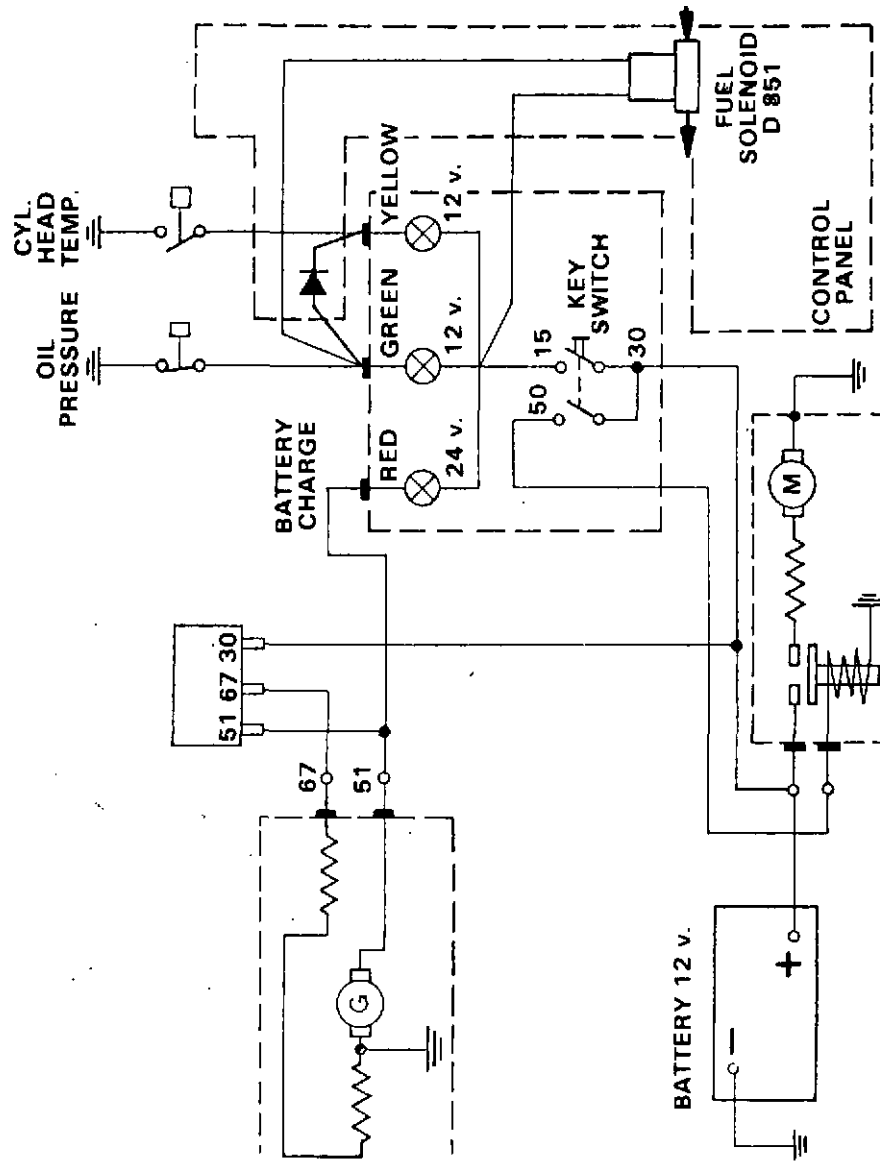 CYL.
HEAD
TEMP.
OIL
PRESSURE
BATTERY
CHARGE
RED
GREEN
YELLOW
24 v.
12 v.
12 v.
50
15
30
KEY
SWITCH
FUEL
SOLENOID
D 851
CONTROL
PANEL
51 67 30
67
51
G
M
BATTERY 12 v.
−
+